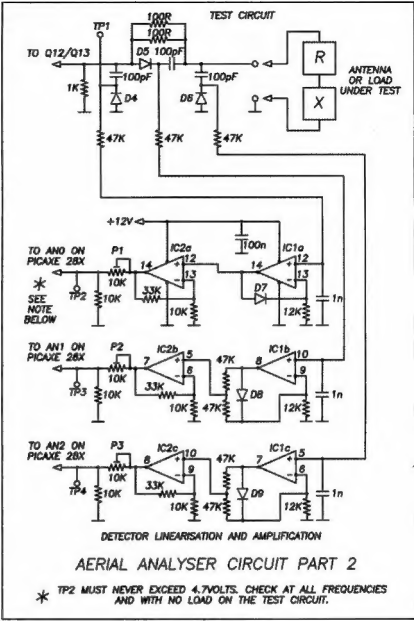 TEST CIRCUIT
TP1
100R
100R
TO Q12/Q13
D5
100pF
R
ANTENNA
OR LOAD
UNDER TEST
100pF
100pF
1K
D4
D6
X
47K
47K
47K
+12V
100n
TO AN0 ON
PICAXE 28X
P1
IC2a
IC1a
14
12
13
14
12
13
*
SEE
NOTE
BELOW
TP2
10K
10K
33K
10K
D7
12K
1n
TO AN1 ON
PICAXE 28X
P2
IC2b
47K
IC1b
7
5
6
8
10
9
TP3
10K
10K
33K
10K
47K
D8
12K
1n
TO AN2 ON
PICAXE 28X
P3
IC2c
47K
IC1c
8
10
9
7
5
6
TP4
10K
10K
33K
10K
47K
D9
12K
1n
DETECTOR LINEARISATION AND AMPLIFICATION
AERIAL ANALYSER CIRCUIT PART 2
* TP2 MUST NEVER EXCEED 4.7VOLTS. CHECK AT ALL FREQUENCIES
AND WITH NO LOAD ON THE TEST CIRCUIT.